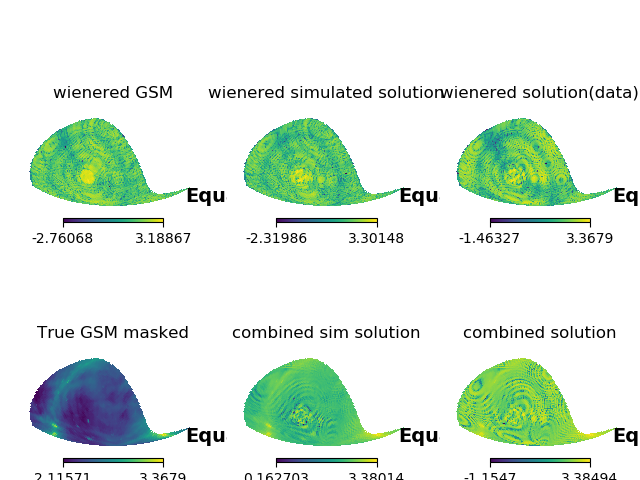 wienered GSM
wienered simulated solution
wienered solution(data)
Equ
Equ
Eq
-2.76068 3.18867
-2.31986 3.30148
-1.46327 3.3679
True GSM masked
combined sim solution
combined solution
Equ
Equ
Eq
2.11571 3.3679
0.162703 3.38014
-1.1547 3.38494